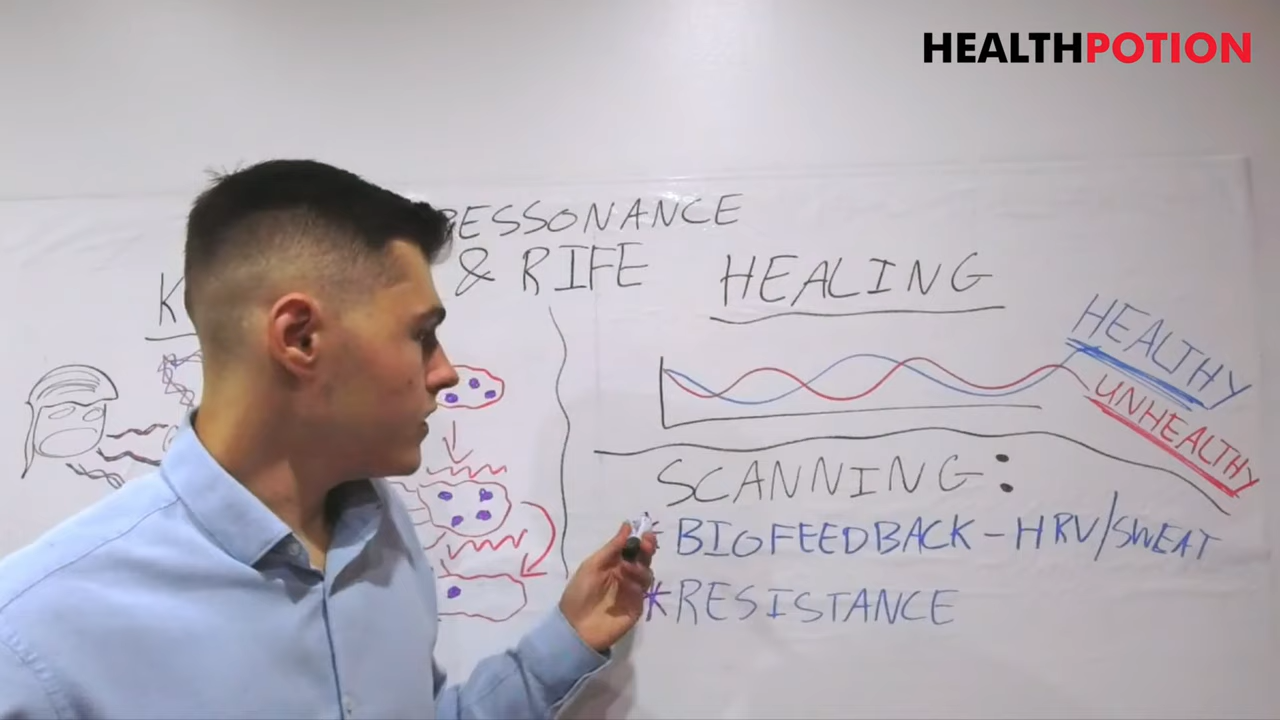 HEALTHPOTION
RESSONANCE
& RIFE
K
HEALING
HEALTHY
UNHEALTHY
SCANNING:
* BIOFEEDBACK - HRV/SWEAT
* RESISTANCE